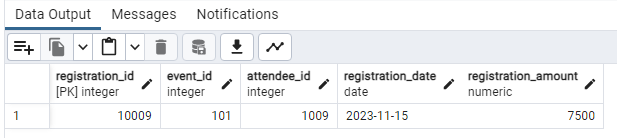 Data Output Messages Notifications
registration_id event_id attendee_id registration_date registration_amount
[PK] integer integer integer date numeric
1 10009 101 1009 2023-11-15 7500